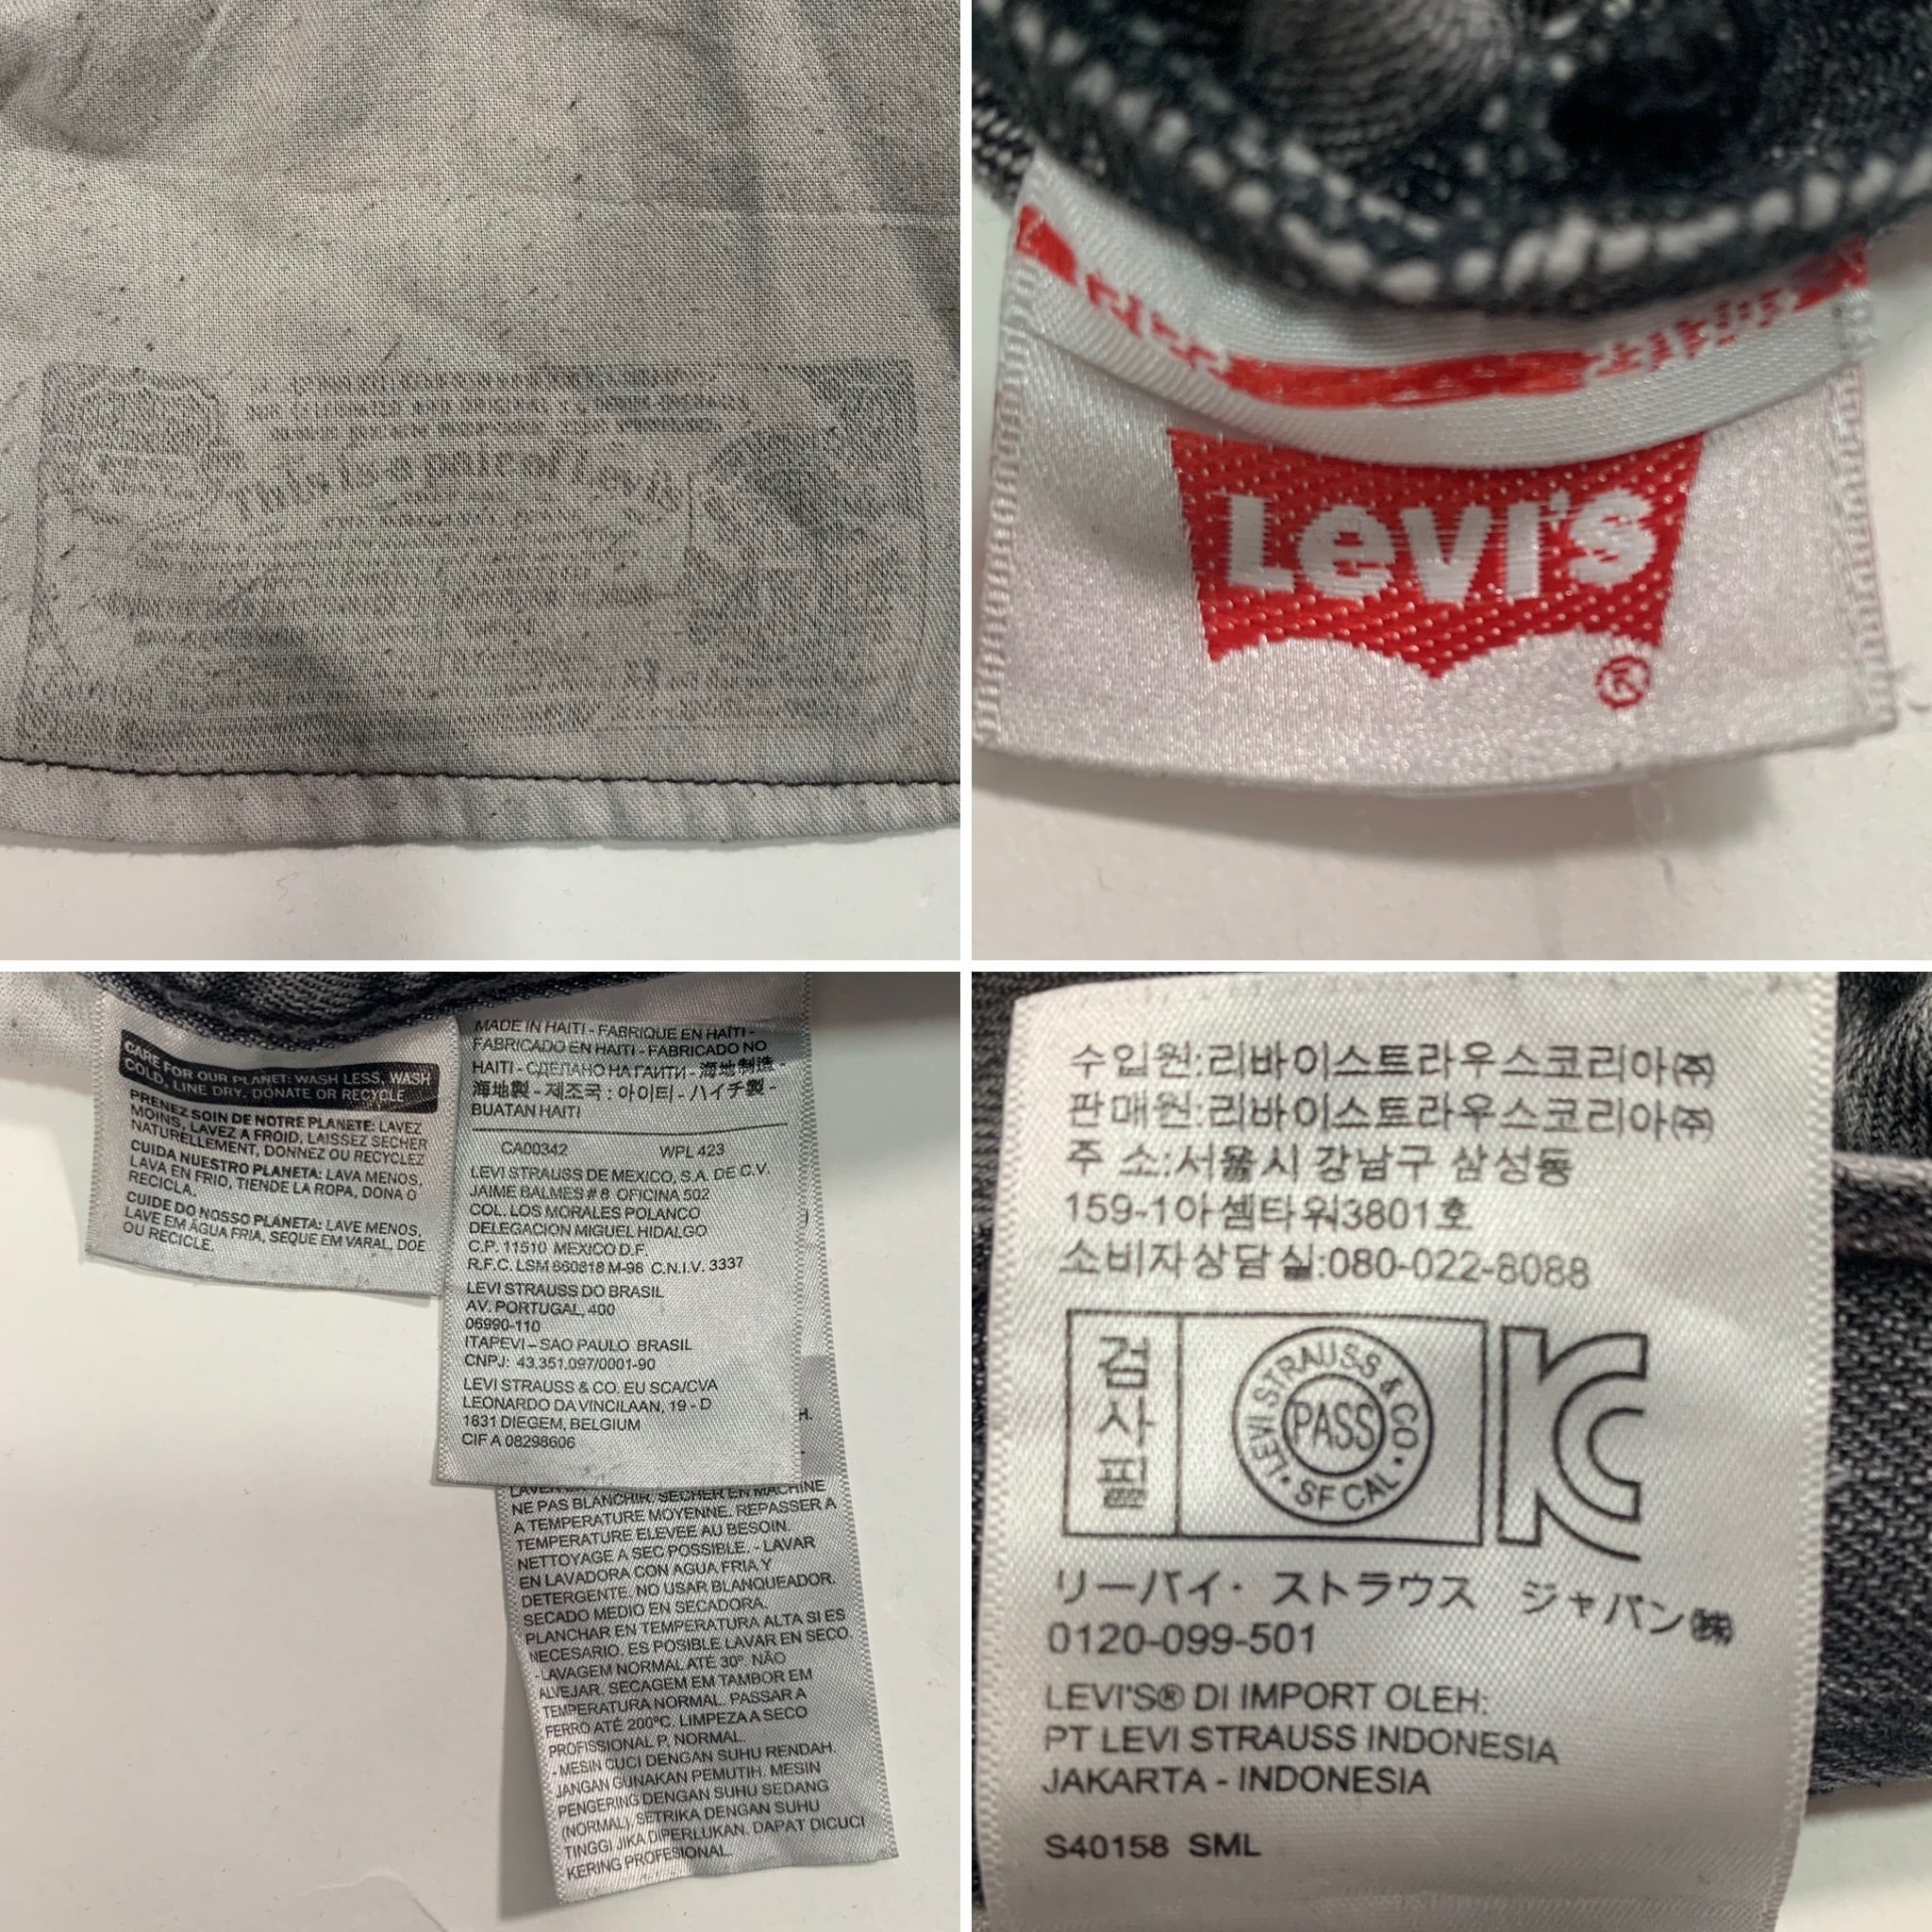 This is a pair of Levi's
LEVI'S
®
CARE FOR OUR PLANET: WASH LESS, WASH
COLD, LINE DRY, DONATE OR RECYCLE
PRENEZ SOIN DE NOTRE PLANETE: LAVEZ
MOINS, LAVEZ A FROID, LAISSEZ SECHER
NATURELLEMENT, DONNEZ OU RECYCLEZ
CUIDA NUESTRO PLANETA: LAVA MENOS,
LAVA EN FRIO, TIENDE LA ROPA, DONA O
RECICLA.
CUIDE DO NOSSO PLANETA: LAVE MENOS,
LAVE EM ÁGUA FRIA, SEQUE EM VARAL, DOE
OU RECICLE.
MADE IN HAITI - FABRIQUE EN HAÏTI -
FABRICADO EN HAITI - FABRICADO NO
HAITI - СДЕЛАНО НА ГАИТИ - 海地制造 -
海地製 - 제조국 : 아이티 - ハイチ製 -
BUATAN HAITI
CA00342 WPL 423
LEVI STRAUSS DE MEXICO, S.A. DE C.V.
JAIME BALMES # 8 OFICINA 502
COL. LOS MORALES POLANCO
DELEGACION MIGUEL HIDALGO
C.P. 11510 MEXICO D.F.
R.F.C. LSM 860818 M-98 C.N.I.V. 3337
LEVI STRAUSS DO BRASIL
AV. PORTUGAL, 400
06990-110
ITAPEVI – SAO PAULO BRASIL
CNPJ: 43.351.097/0001-90
LEVI STRAUSS & CO. EU SCA/CVA
LEONARDO DA VINCILAAN, 19 - D
1831 DIEGEM, BELGIUM
CIF A 08298606
NE PAS BLANCHIR. SECHER EN MACHINE
A TEMPERATURE MOYENNE. REPASSER A
TEMPERATURE ELEVEE AU BESOIN.
NETTOYAGE A SEC POSSIBLE. - LAVAR
EN LAVADORA CON AGUA FRIA Y
DETERGENTE. NO USAR BLANQUEADOR.
SECADO MEDIO EN SECADORA.
PLANCHAR EN TEMPERATURA ALTA SI ES
NECESARIO. ES POSIBLE LAVAR EN SECO.
- LAVAGEM NORMAL ATÉ 30º. NÃO
ALVEJAR. SECAGEM EM TAMBOR EM
TEMPERATURA NORMAL. PASSAR A
FERRO ATÉ 200ºC. LIMPEZA A SECO
PROFISSIONAL P, NORMAL.
- MESIN CUCI DENGAN SUHU RENDAH.
JANGAN GUNAKAN PEMUTIH. MESIN
PENGERING DENGAN SUHU SEDANG
(NORMAL). SETRIKA DENGAN SUHU
TINGGI JIKA DIPERLUKAN. DAPAT DICUCI
KERING PROFESIONAL.
수입원:리바이스트라우스코리아㈜
판매원:리바이스트라우스코리아㈜
주 소:서울시 강남구 삼성동
159-1아셈타워3801호
소비자상담실:080-022-8088
검사필
LEVI STRAUSS & CO
PASS
SF CAL
リーバイ・ストラウス ジャパン㈱
0120-099-501
LEVI'S® DI IMPORT OLEH:
PT LEVI STRAUSS INDONESIA
JAKARTA - INDONESIA
S40158 SML